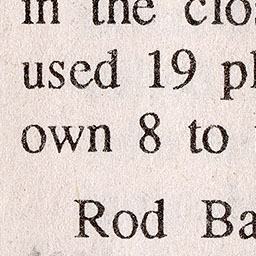 in the clo
used 19 p
own 8 to
Rod Ba